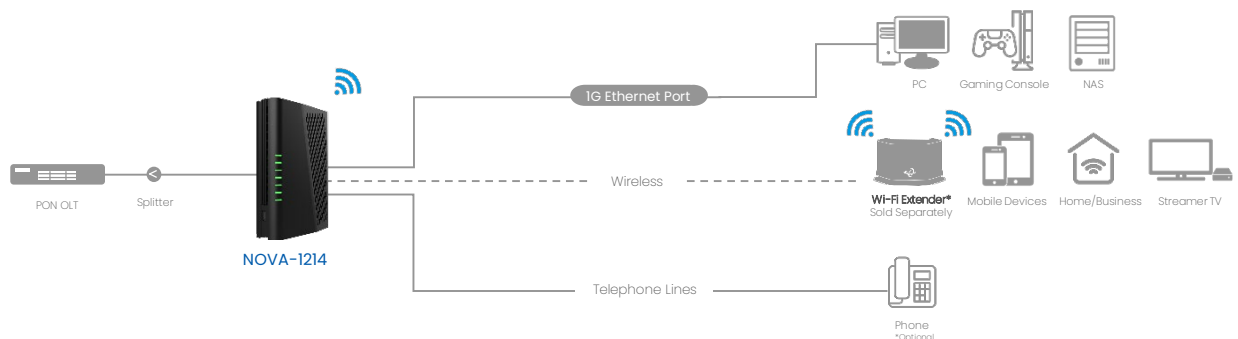 1G Ethernet Port
PC
Gaming Console
NAS
PON OLT
Splitter
Wireless
Wi-Fi Extender*
Sold Separately
Mobile Devices
Home/Business
Streamer TV
NOVA-1214
Telephone Lines
Phone
*Optional